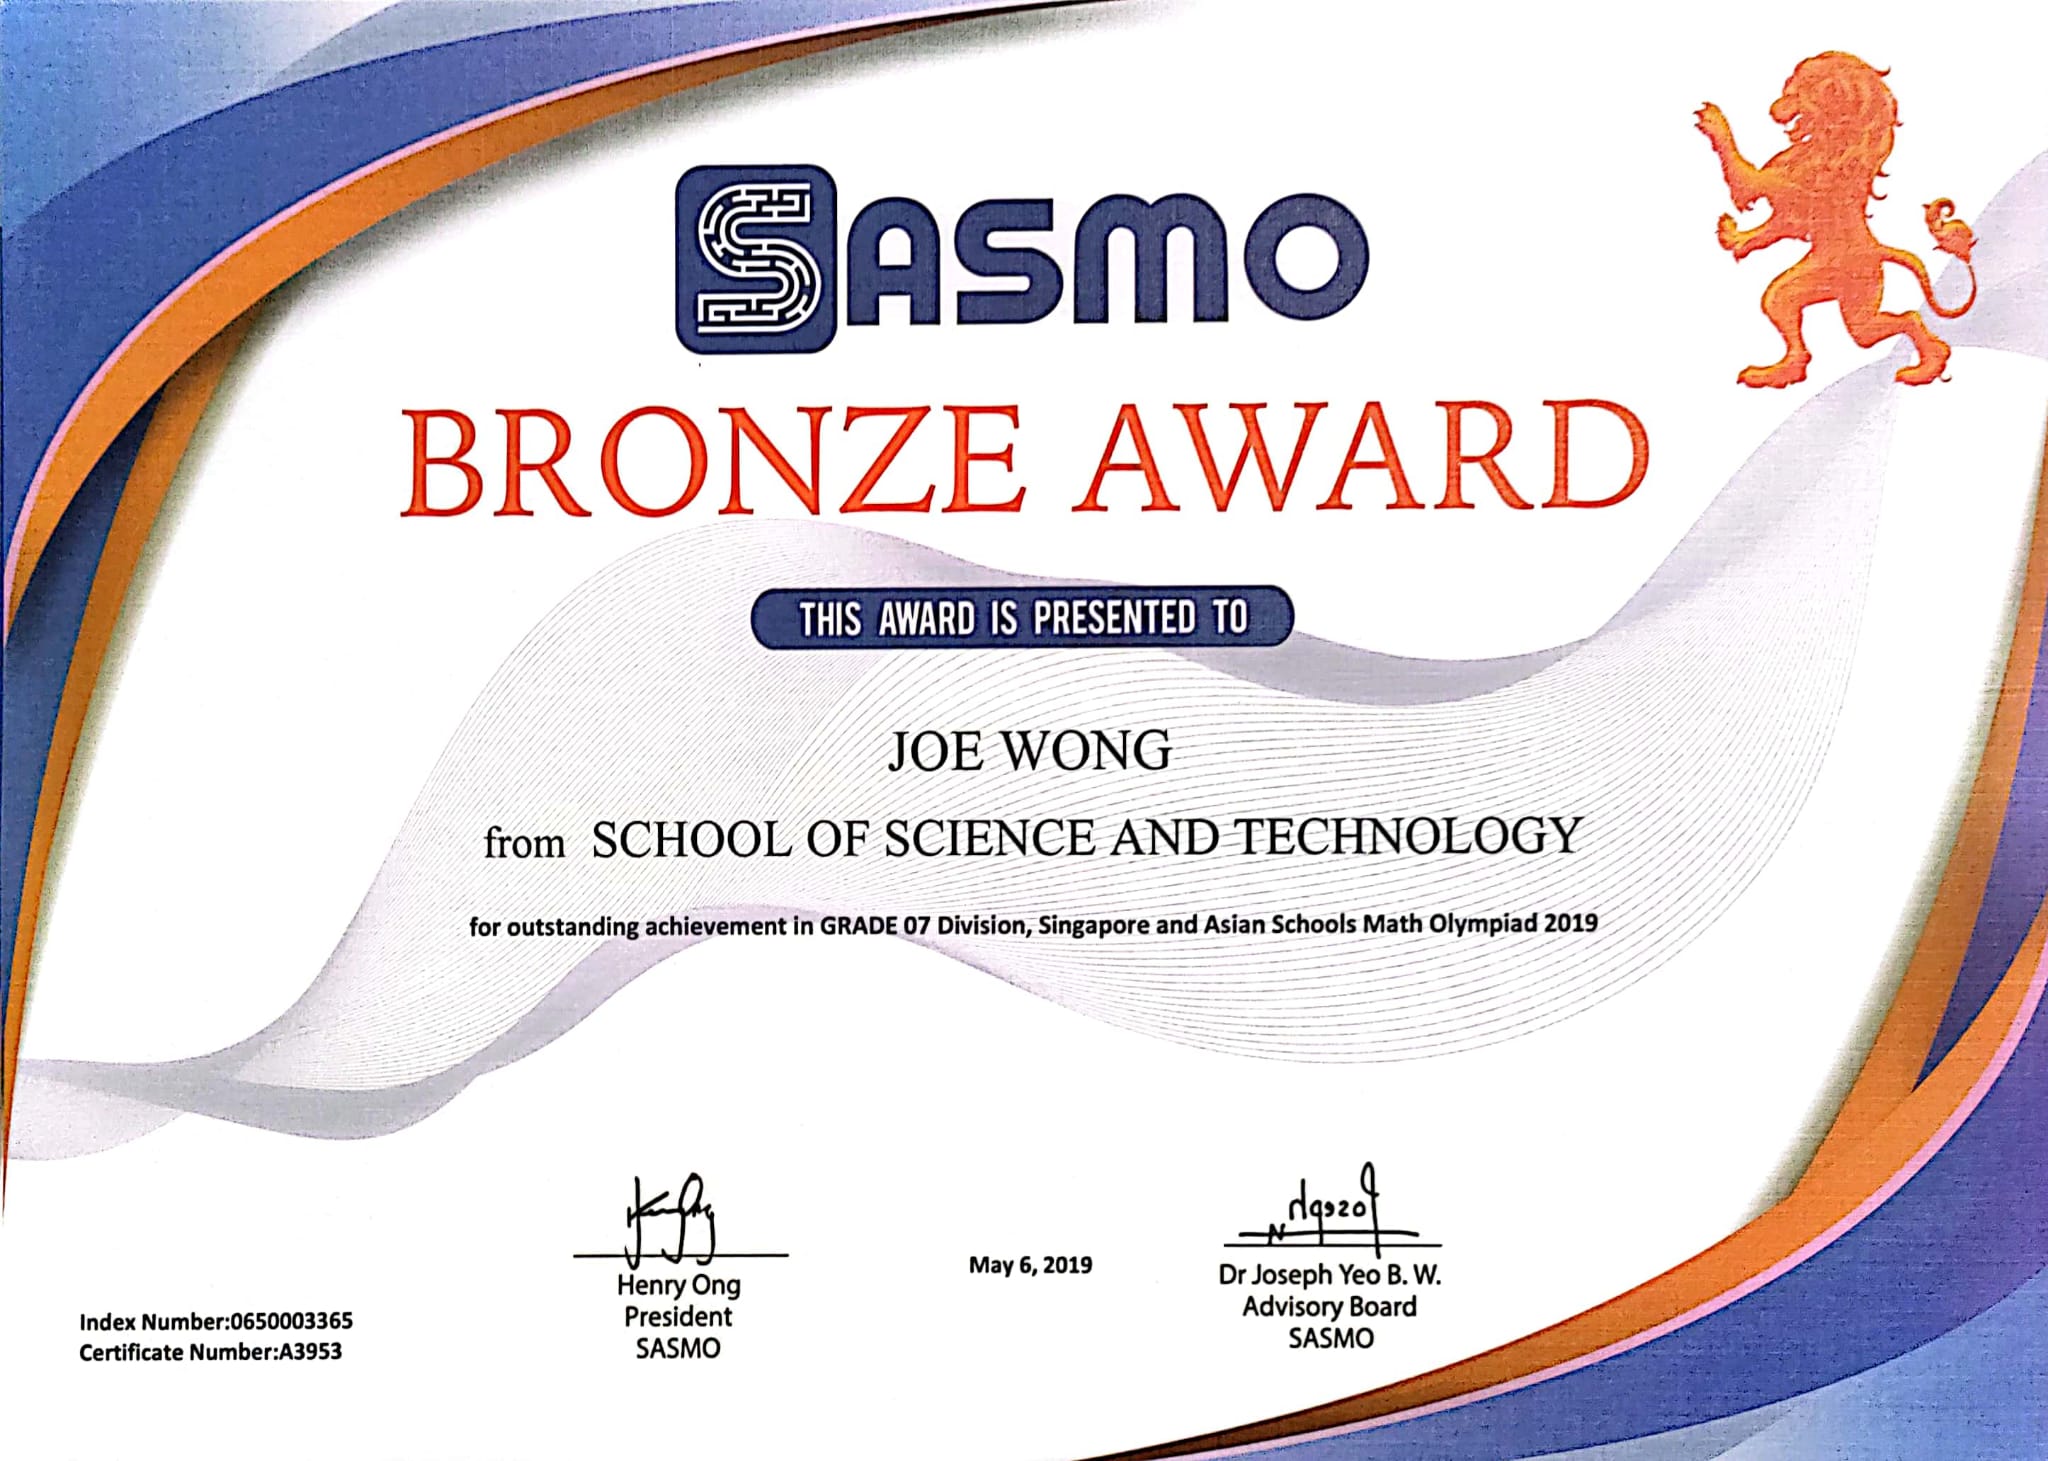 SASMO
BRONZE AWARD
THIS AWARD IS PRESENTED TO
JOE WONG
from SCHOOL OF SCIENCE AND TECHNOLOGY
for outstanding achievement in GRADE 07 Division, Singapore and Asian Schools Math Olympiad 2019
Henry Ong
President
SASMO
May 6, 2019
Dr Joseph Yeo B. W.
Advisory Board
SASMO
Index Number:0650003365
Certificate Number:A3953